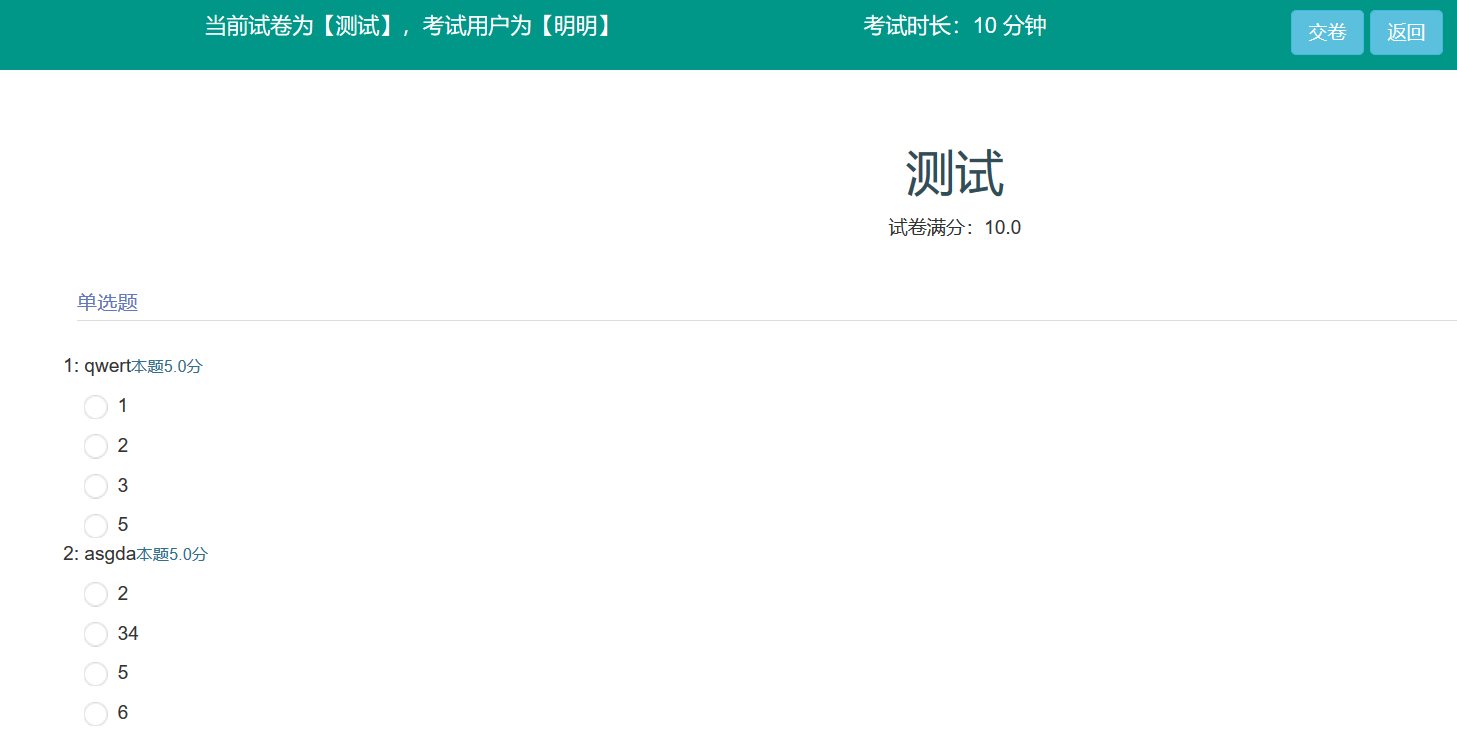 当前试卷为【测试】，考试用户为【明明】 考试时长：10 分钟 交卷 返回
测试
试卷满分：10.0
单选题
1: qwert本题5.0分
1
2
3
5
2: asgda本题5.0分
2
34
5
6